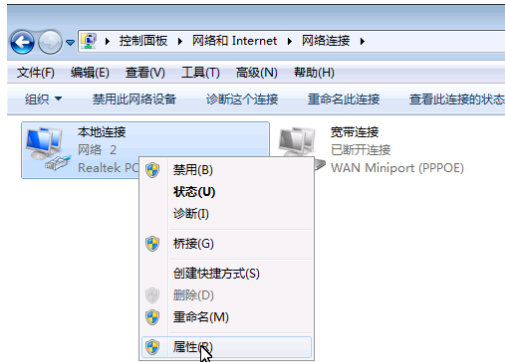 控制面板 ▸ 网络和 Internet ▸ 网络连接 ▸
文件(F) 编辑(E) 查看(V) 工具(T) 高级(N) 帮助(H)
组织 ▼ 禁用此网络设备 诊断这个连接 重命名此连接 查看此连接的状态
本地连接
网络 2
Realtek PC
宽带连接
已断开连接
WAN Miniport (PPPOE)
禁用(B)
状态(U)
诊断(I)
桥接(G)
创建快捷方式(S)
删除(D)
重命名(M)
属性(R)